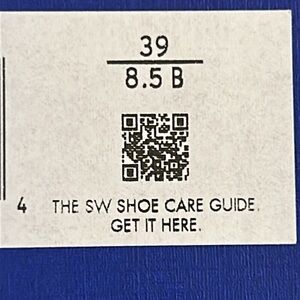 39
8.5 B
4
THE SW SHOE CARE GUIDE.
GET IT HERE.